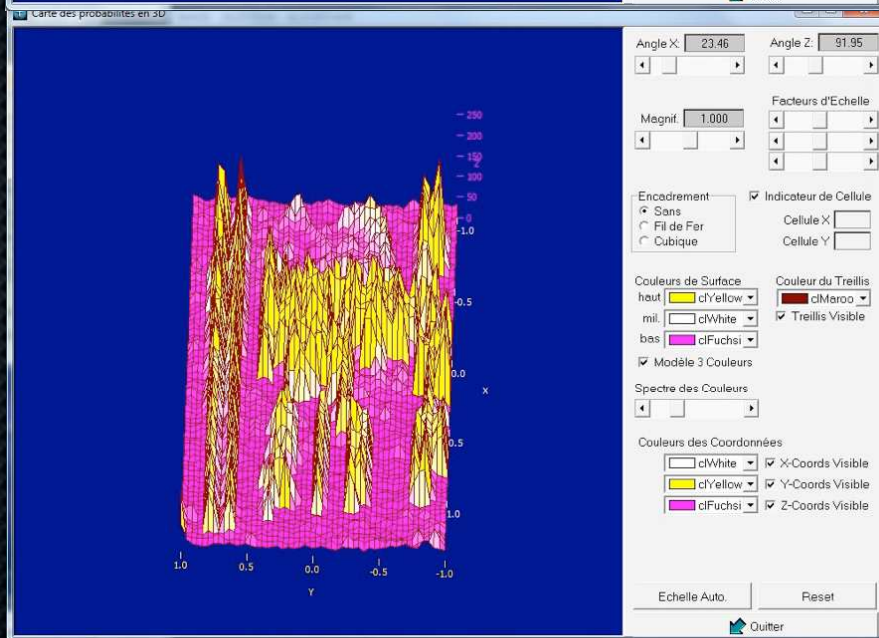 Carte des probabilités en 3D
250
200
150
Z
100
50
0
-1.0
-0.5
0.0
X
0.5
1.0
1.0
0.5
0.0
-0.5
-1.0
Y
Angle X: 23.46
Angle Z: 91.95
Magnif. 1.000
Facteurs d'Echelle
Encadrement
Sans
Fil de Fer
Cubique
Indicateur de Cellule
Cellule X
Cellule Y
Couleurs de Surface
haut clYellow
mil. clWhite
bas clFuchsi
Modèle 3 Couleurs
Couleur du Treillis
clMaroo
Treillis Visible
Spectre des Couleurs
Couleurs des Coordonnées
clWhite X-Coords Visible
clYellow Y-Coords Visible
clFuchsi Z-Coords Visible
Echelle Auto.
Reset
Quitter